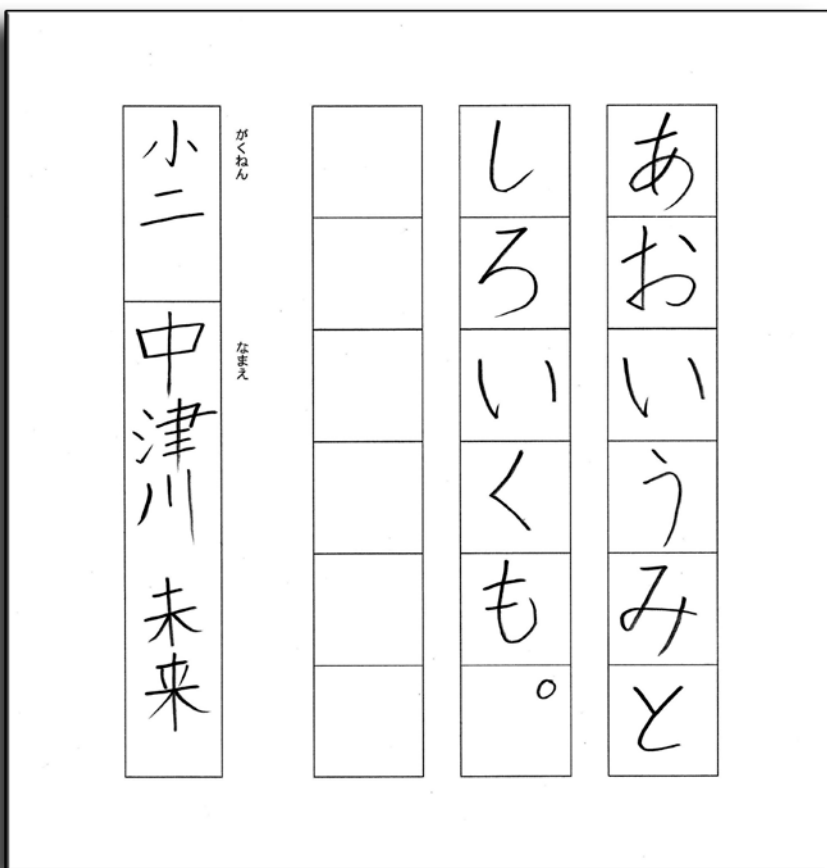 あおいうみと
しろいくも。
がくねん
小二
なまえ
中津川 未来